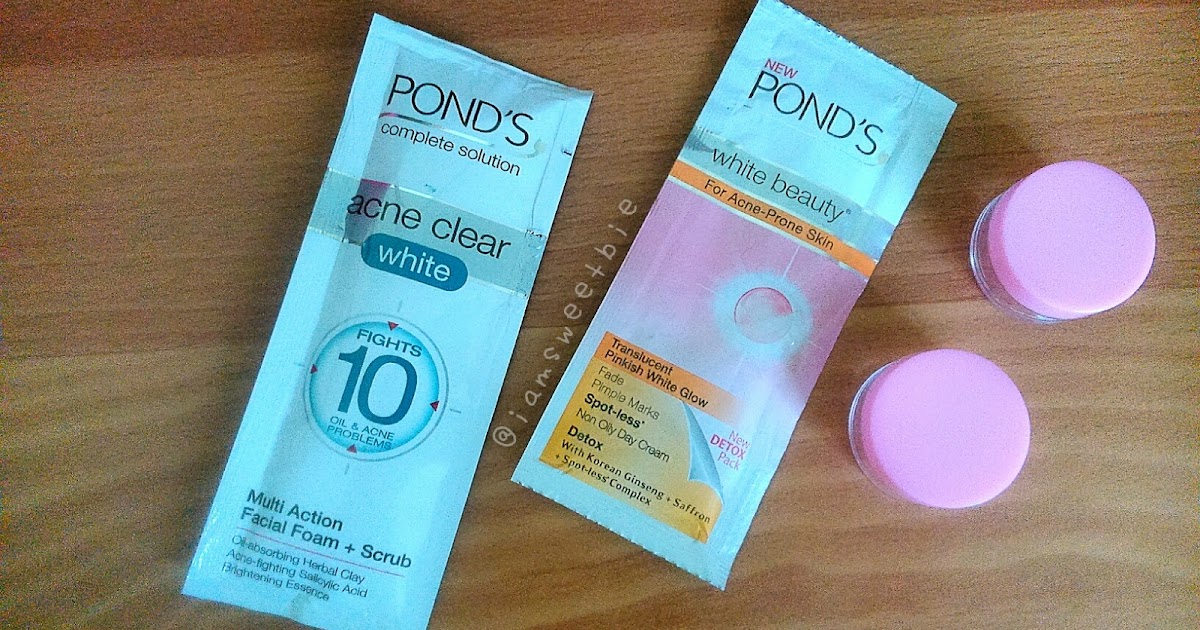 POND'S
complete solution
acne clear
white
FIGHTS
10
OIL & ACNE
PROBLEMS
Multi Action
Facial Foam + Scrub
Oil-absorbing Herbal Clay
Acne-fighting Salicylic Acid
Brightening Essence
NEW
POND'S
white beauty®
For Acne-Prone Skin
Translucent
Pinkish White Glow
Fade
Pimple Marks
Spot-less*
Non Oily Day Cream
Detox
With Korean Ginseng + Saffron
+ Spot-less* Complex
New
DETOX
Pack
@iamsweetbie